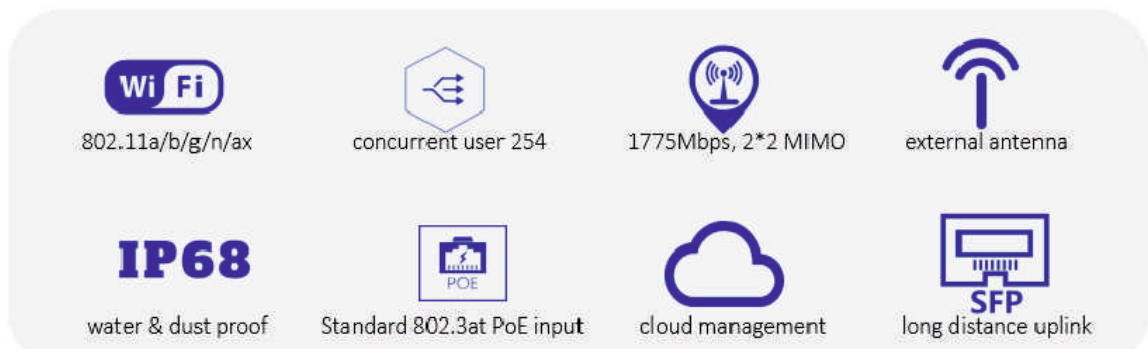 Wi Fi
802.11a/b/g/n/ax
concurrent user 254
1775Mbps, 2*2 MIMO
external antenna
IP68
water & dust proof
POE
Standard 802.3at PoE input
cloud management
SFP
long distance uplink